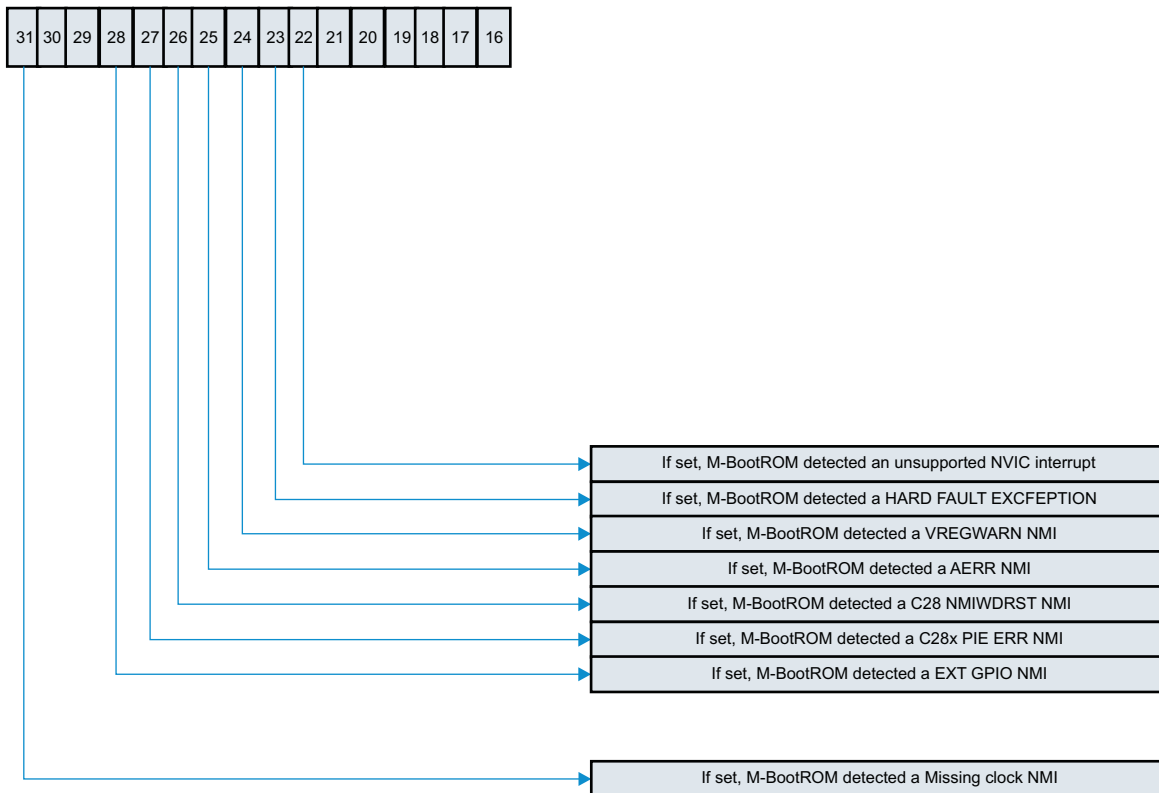 31 30 29 28 27 26 25 24 23 22 21 20 19 18 17 16
If set, M-BootROM detected an unsupported NVIC interrupt
If set, M-BootROM detected a HARD FAULT EXCFEPTION
If set, M-BootROM detected a VREGWARN NMI
If set, M-BootROM detected a AERR NMI
If set, M-BootROM detected a C28 NMIWDRST NMI
If set, M-BootROM detected a C28x PIE ERR NMI
If set, M-BootROM detected a EXT GPIO NMI
If set, M-BootROM detected a Missing clock NMI